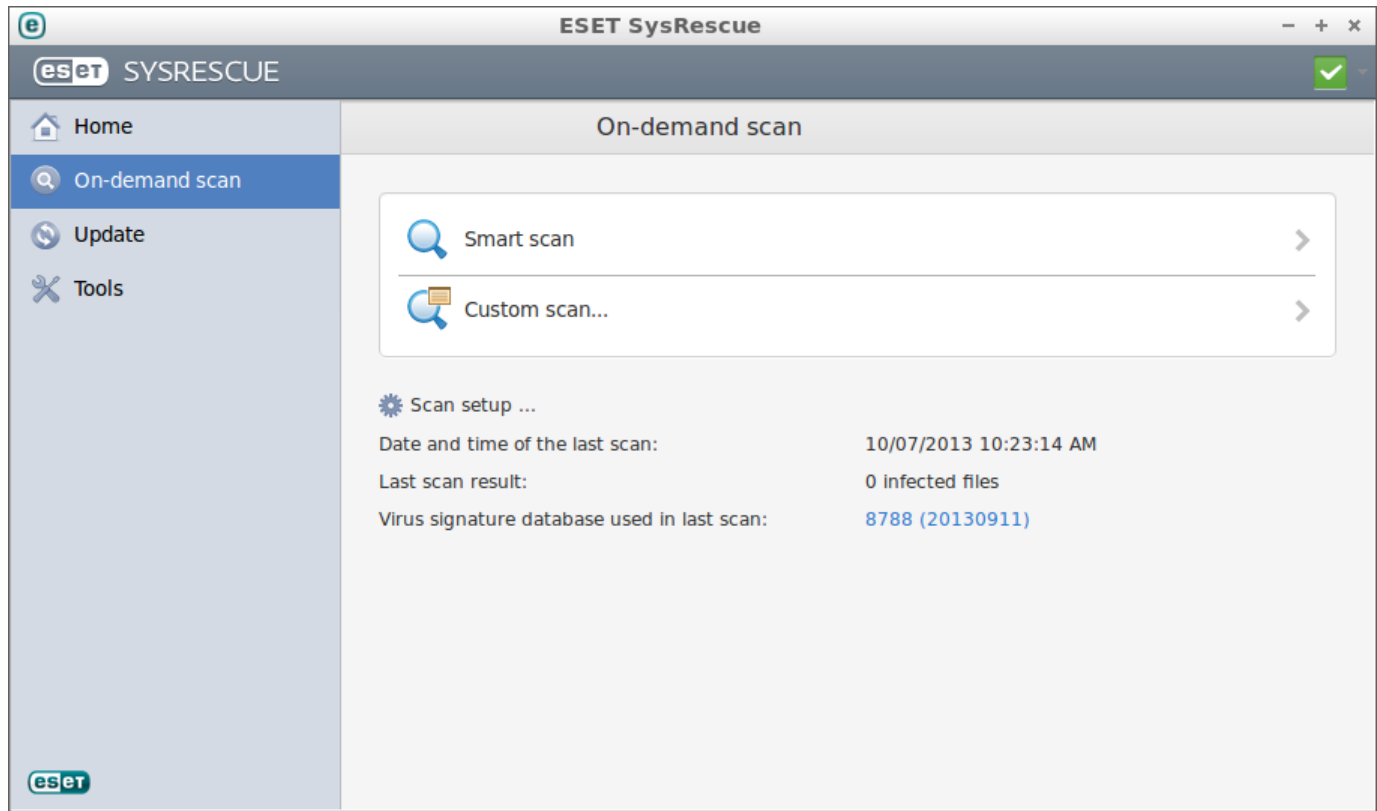 e ESET SysRescue
eset SYSRESCUE
Home
On-demand scan
Update
Tools
On-demand scan
Smart scan
Custom scan...
Scan setup ...
Date and time of the last scan: 10/07/2013 10:23:14 AM
Last scan result: 0 infected files
Virus signature database used in last scan: 8788 (20130911)
eset